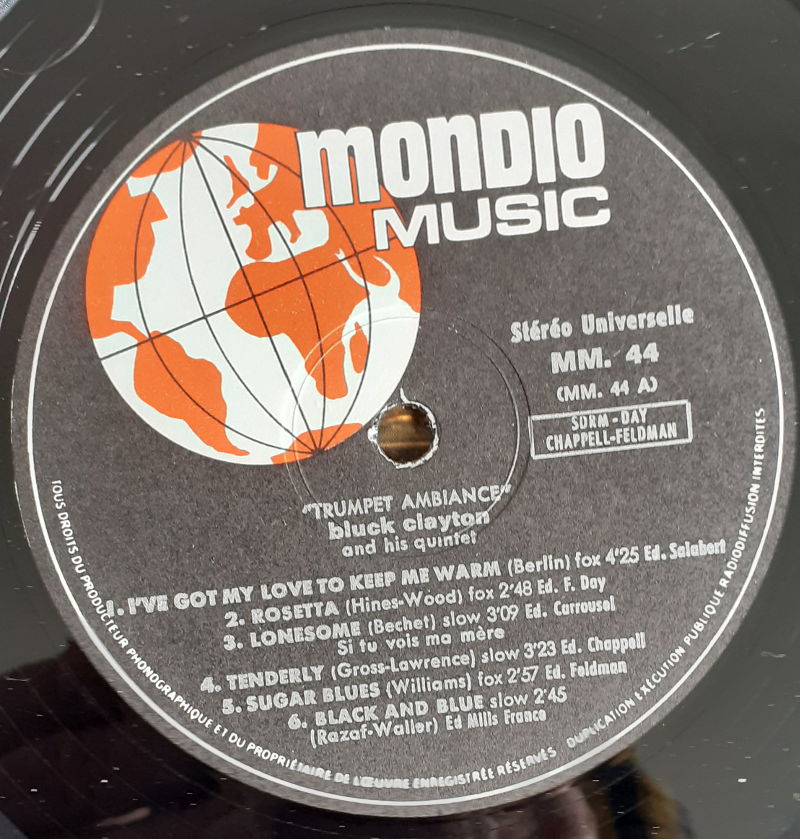 MONDIO
MUSIC
Stéréo Universelle
MM. 44
(MM. 44 A)
SDRM - DAY
CHAPPELL-FELDMAN
"TRUMPET AMBIANCE"
bluck clayton
and his quintet
1. I'VE GOT MY LOVE TO KEEP ME WARM (Berlin) fox 4'25 Ed. Salabert
2. ROSETTA (Hines-Wood) fox 2'48 Ed. F. Day
3. LONESOME (Bechet) slow 3'09 Ed. Carrousel
Si tu vois ma mère
4. TENDERLY (Gross-Lawrence) slow 3'23 Ed. Chappell
5. SUGAR BLUES (Williams) fox 2'57 Ed. Feldman
6. BLACK AND BLUE slow 2'45
(Razaf-Waller) Ed Mills France
TOUS DROITS DU PRODUCTEUR PHONOGRAPHIQUE ET DU PROPRIÉTAIRE DE L'ŒUVRE ENREGISTRÉE RÉSERVÉS DUPLICATION EXÉCUTION PUBLIQUE RADIODIFFUSION INTERDITES